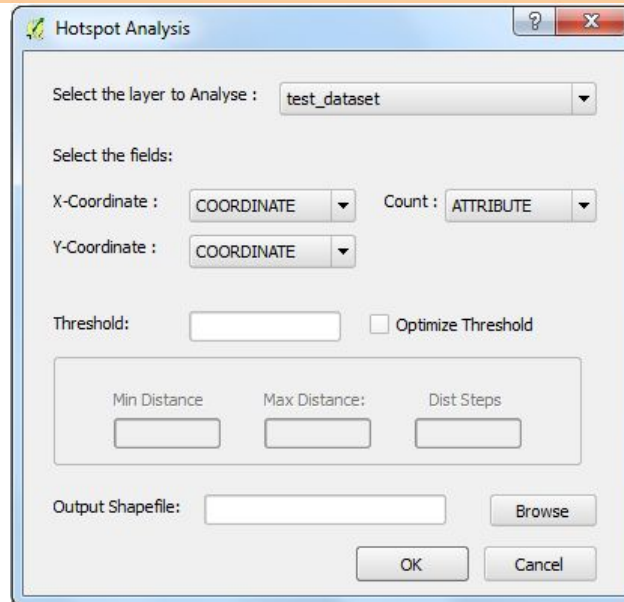 Hotspot Analysis
Select the layer to Analyse : test_dataset
Select the fields:
X-Coordinate : COORDINATE Count : ATTRIBUTE
Y-Coordinate : COORDINATE
Threshold: Optimize Threshold
Min Distance Max Distance: Dist Steps
Output Shapefile: Browse
OK Cancel